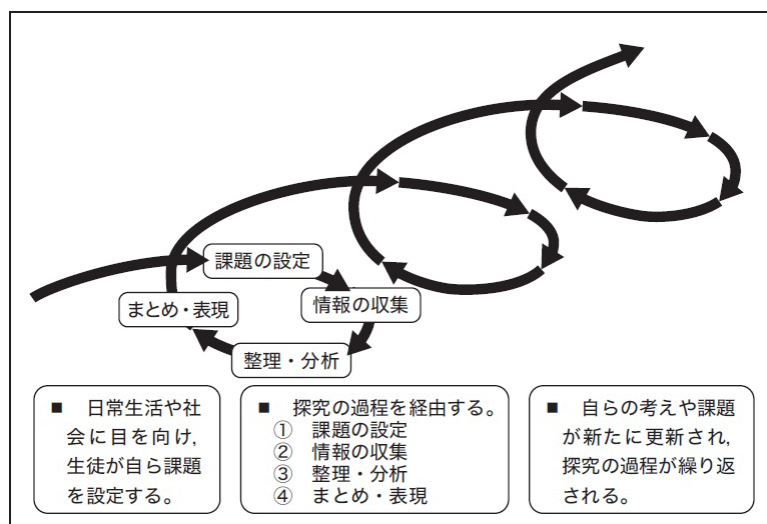 課題の設定
情報の収集
まとめ・表現
整理・分析
■ 日常生活や社
会に目を向け,
生徒が自ら課題
を設定する。
■ 探究の過程を経由する。
① 課題の設定
② 情報の収集
③ 整理・分析
④ まとめ・表現
■ 自らの考えや課題
が新たに更新され,
探究の過程が繰り返
される。